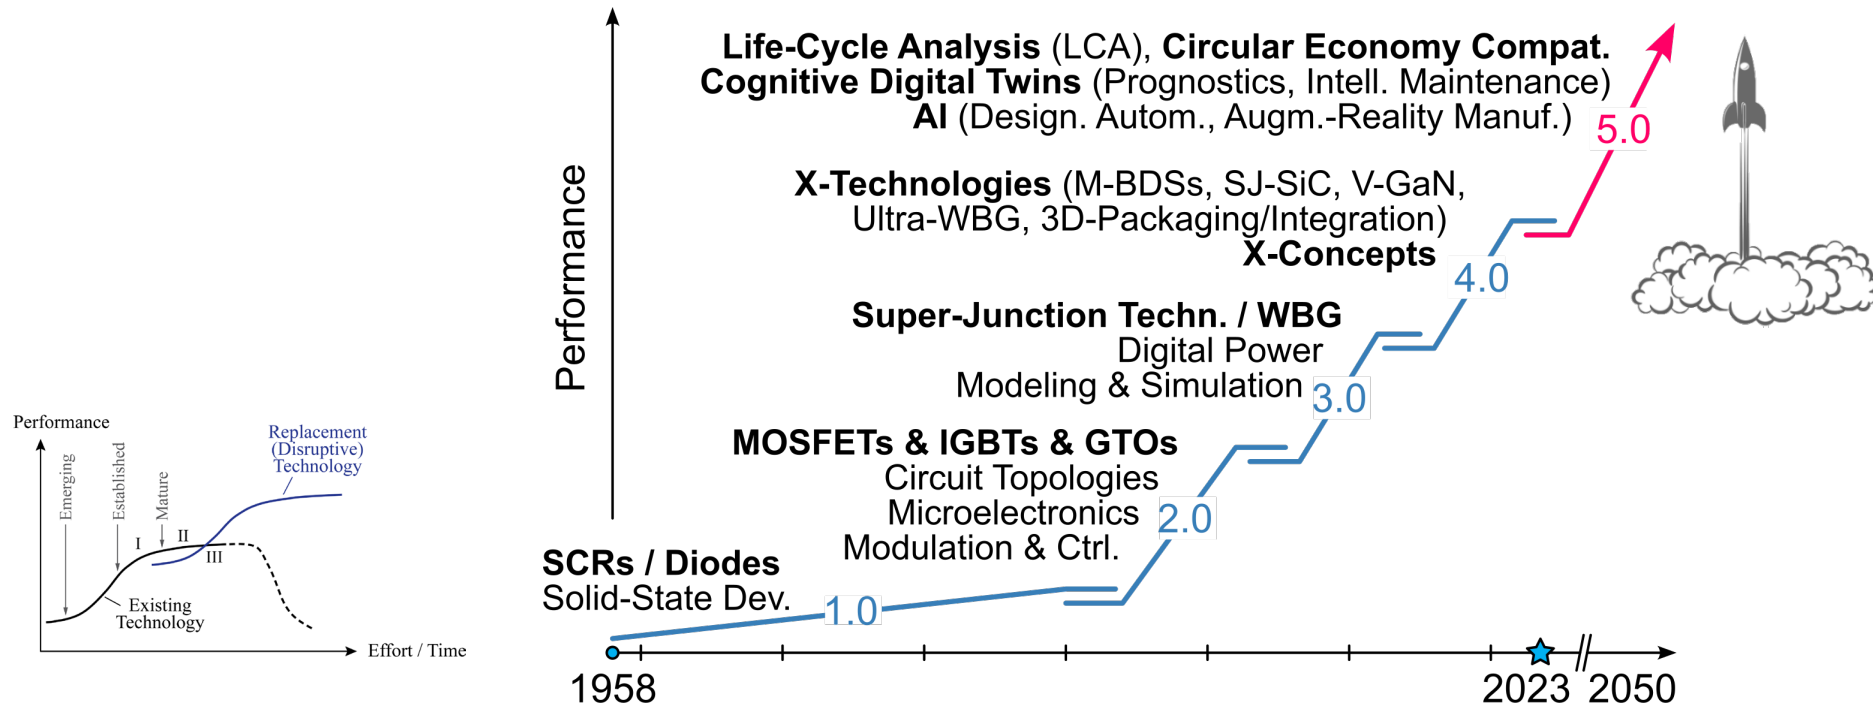 Performance
Emerging
Established
Mature
Replacement
(Disruptive)
Technology
I
II
III
Existing
Technology
Effort / Time
Performance
Life-Cycle Analysis (LCA), Circular Economy Compat.
Cognitive Digital Twins (Prognostics, Intell. Maintenance)
AI (Design. Autom., Augm.-Reality Manuf.)
5.0
X-Technologies (M-BDSs, SJ-SiC, V-GaN,
Ultra-WBG, 3D-Packaging/Integration)
X-Concepts
4.0
Super-Junction Techn. / WBG
Digital Power
Modeling & Simulation
3.0
MOSFETs & IGBTs & GTOs
Circuit Topologies
Microelectronics
Modulation & Ctrl.
2.0
SCRs / Diodes
Solid-State Dev.
1.0
1958
2023
2050